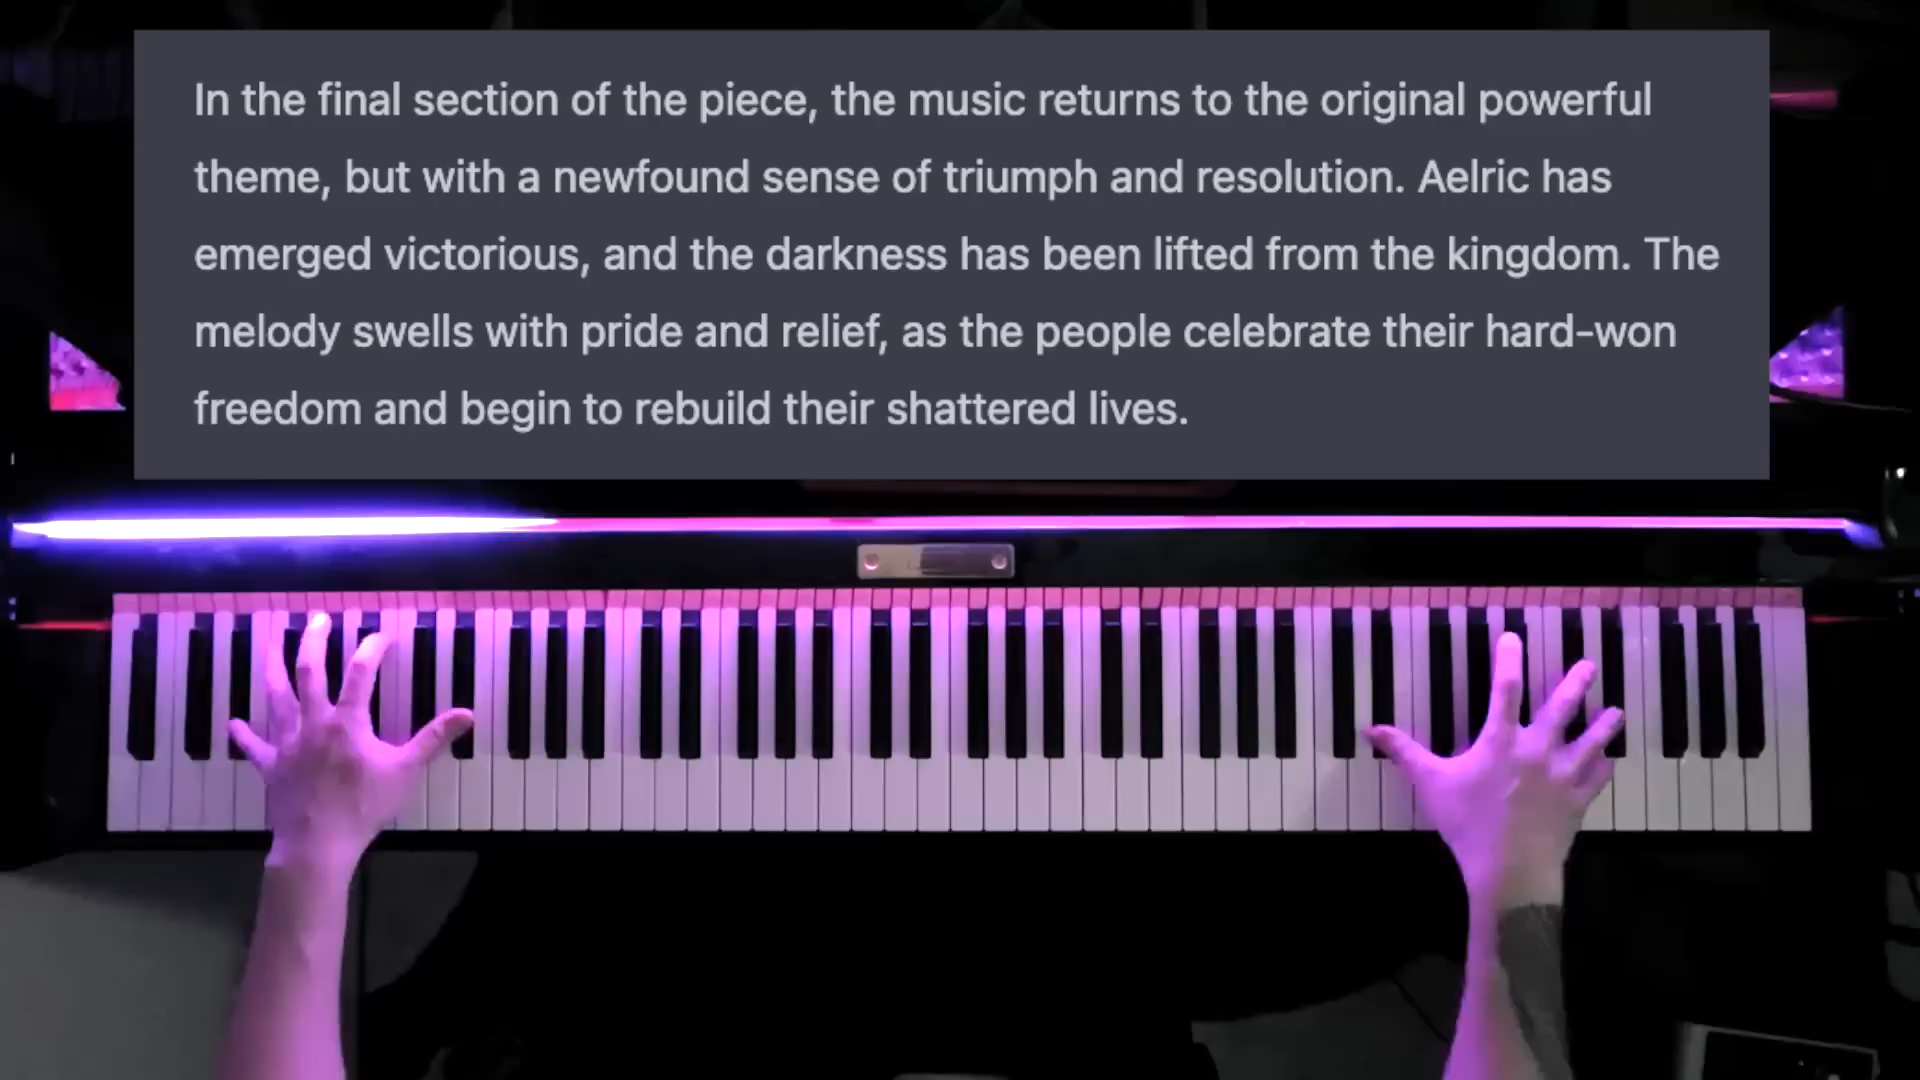 In the final section of the piece, the music returns to the original powerful
theme, but with a newfound sense of triumph and resolution. Aelric has
emerged victorious, and the darkness has been lifted from the kingdom. The
melody swells with pride and relief, as the people celebrate their hard-won
freedom and begin to rebuild their shattered lives.